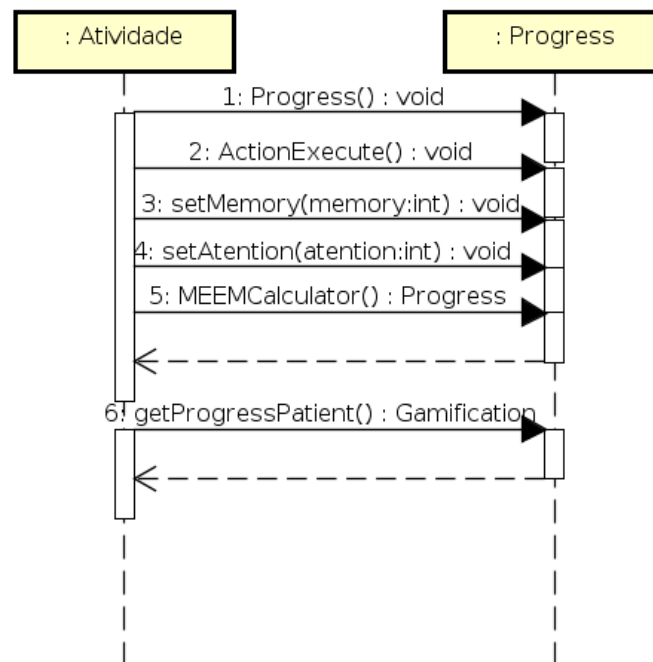 : Atividade
: Progress
1: Progress() : void
2: ActionExecute() : void
3: setMemory(memory:int) : void
4: setAtention(atention:int) : void
5: MEEMCalculator() : Progress
6: getProgressPatient() : Gamification